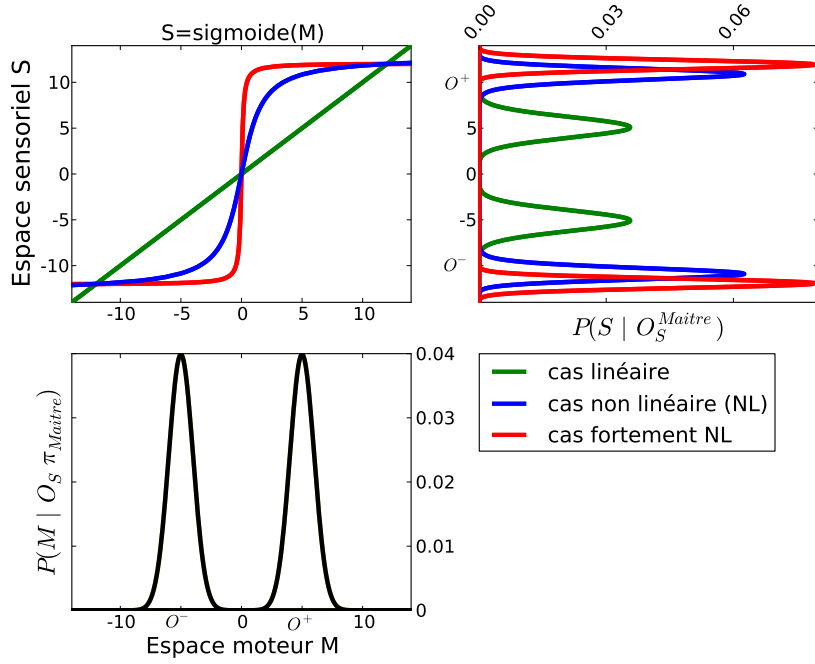 S=sigmoide(M)
0.00
0.03
0.06
Espace sensoriel S
10
5
0
-5
-10
-10
-5
0
5
10
O⁺
5
0
-5
O⁻
P(S | O_S^{Maitre})
P(M | O_S π_{Maitre})
0.04
0.03
0.02
0.01
0
-10
O⁻
0
O⁺
10
Espace moteur M
cas linéaire
cas non linéaire (NL)
cas fortement NL